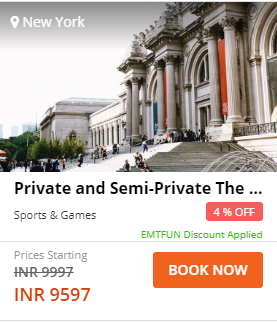 New York
Private and Semi-Private The ...
Sports & Games
4 % OFF
EMTFUN Discount Applied
Prices Starting
INR 9997
INR 9597
BOOK NOW